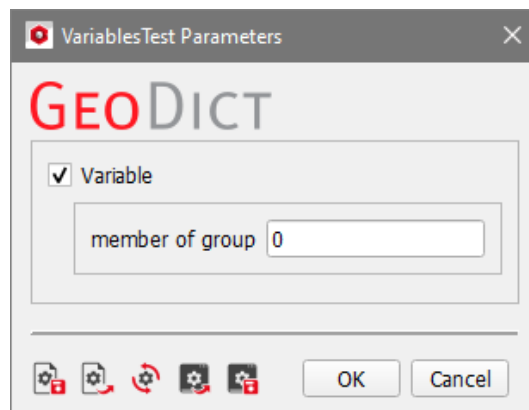 VariablesTest Parameters
GEODICT
Variable
member of group 0
OK Cancel